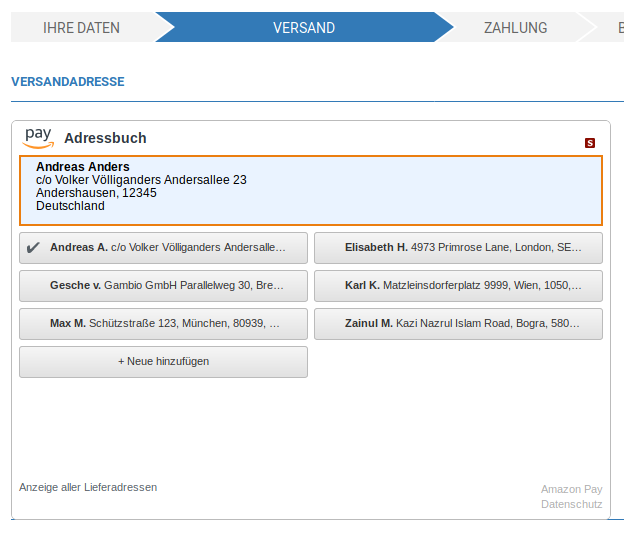 IHRE DATEN VERSAND ZAHLUNG
VERSANDADRESSE
pay Adressbuch
S
Andreas Anders
c/o Volker Völliganders Andersallee 23
Andershausen, 12345
Deutschland
Andreas A. c/o Volker Völliganders Andersalle… Elisabeth H. 4973 Primrose Lane, London, SE…
Gesche v. Gambio GmbH Parallelweg 30, Bre… Karl K. Matzleinsdorferplatz 9999, Wien, 1050,…
Max M. Schützstraße 123, München, 80939, … Zainul M. Kazi Nazrul Islam Road, Bogra, 580…
+ Neue hinzufügen
Anzeige aller Lieferadressen Amazon Pay
Datenschutz